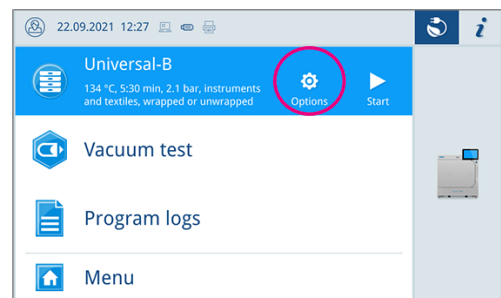 22.09.2021 12:27
Universal-B
134 °C, 5:30 min, 2.1 bar, instruments
and textiles, wrapped or unwrapped
Options
Start
Vacuum test
Program logs
Menu
i